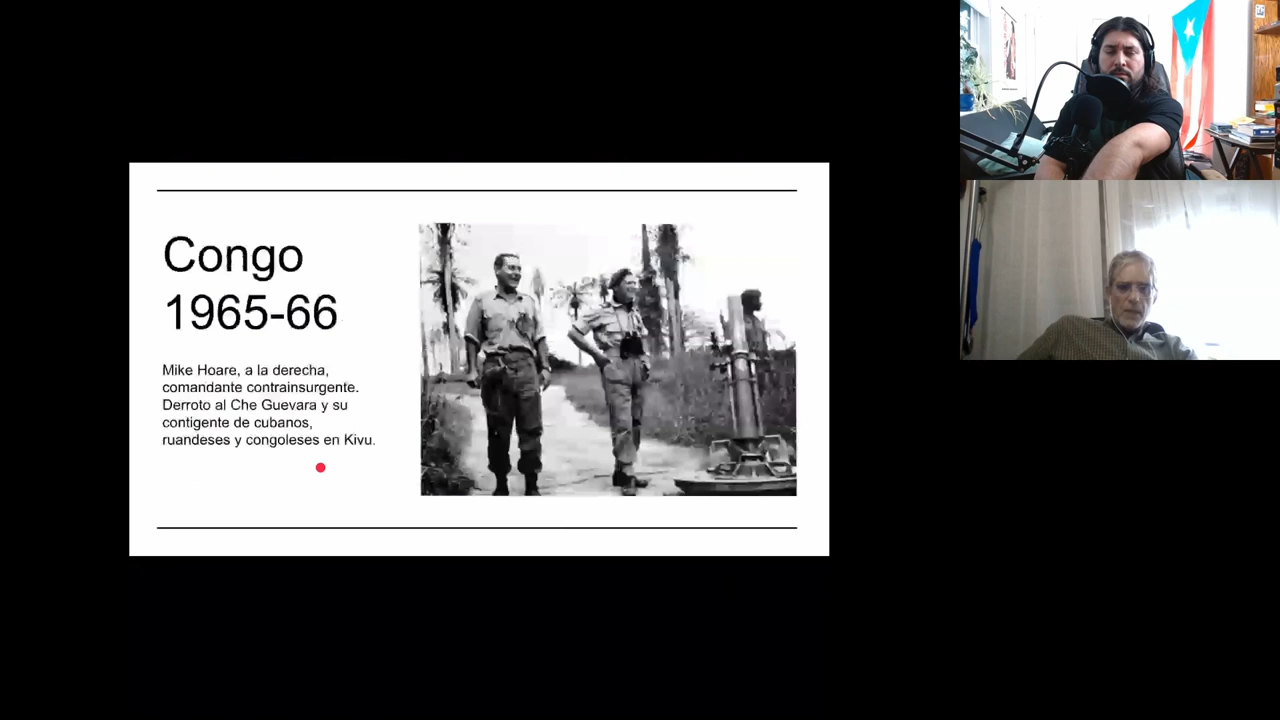 Congo
1965-66
Mike Hoare, a la derecha,
comandante contrainsurgente.
Derroto al Che Guevara y su
contigente de cubanos,
ruandeses y congoleses en Kivu.